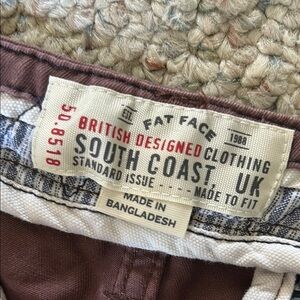 FAT FACE
EST. 1988
BRITISH DESIGNED CLOTHING
SOUTH COAST UK
STANDARD ISSUE ---- MADE TO FIT
50.8518
MADE IN
BANGLADESH